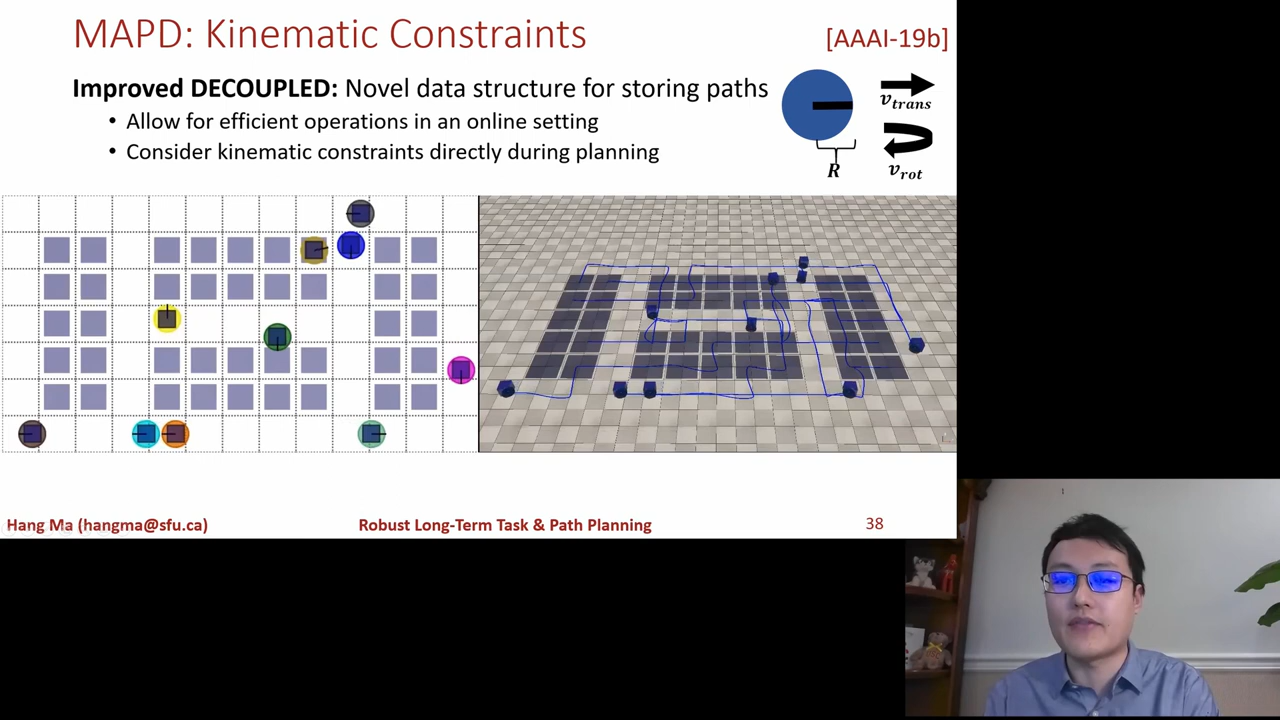 MAPD: Kinematic Constraints
[AAAI-19b]
Improved DECOUPLED: Novel data structure for storing paths
• Allow for efficient operations in an online setting
• Consider kinematic constraints directly during planning
v_trans
R
v_rot
Hang Ma (hangma@sfu.ca)
Robust Long-Term Task & Path Planning
38